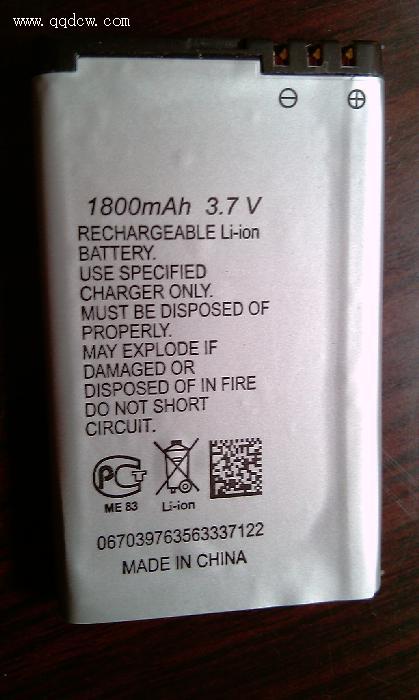 www.qqdcw.com
⊖ ⊕
1800mAh 3.7 V
RECHARGEABLE Li-ion
BATTERY.
USE SPECIFIED
CHARGER ONLY.
MUST BE DISPOSED OF
PROPERLY.
MAY EXPLODE IF
DAMAGED OR
DISPOSED OF IN FIRE
DO NOT SHORT
CIRCUIT.
PCT
ME 83 Li-ion
067039763563337122
MADE IN CHINA